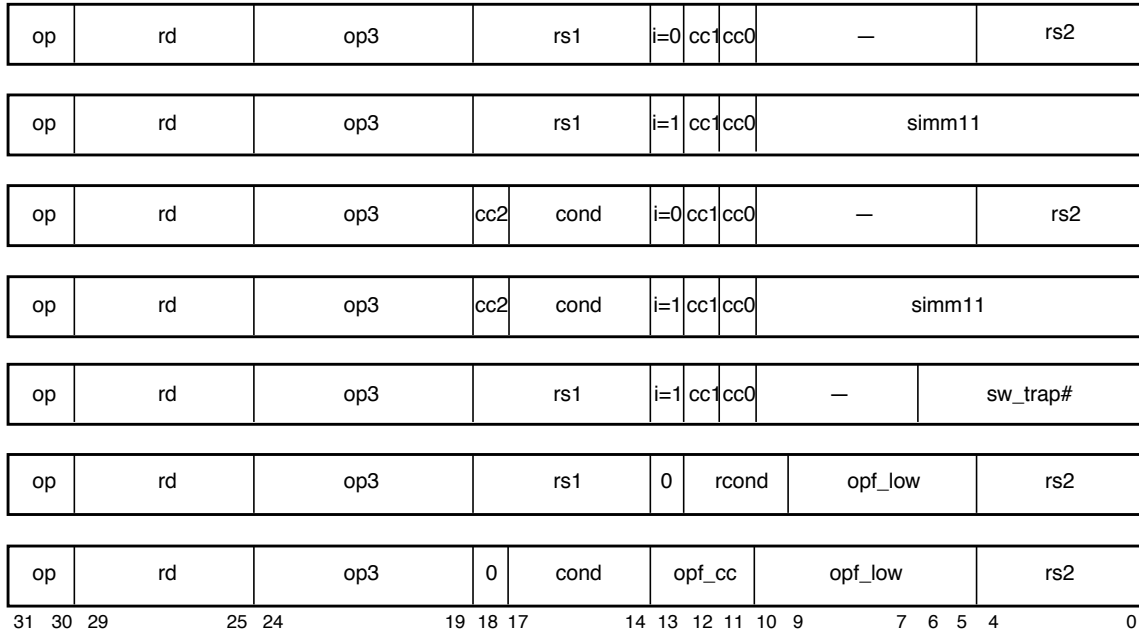 op rd op3 rs1 i=0 cc1 cc0 — rs2
op rd op3 rs1 i=1 cc1 cc0 simm11
op rd op3 cc2 cond i=0 cc1 cc0 — rs2
op rd op3 cc2 cond i=1 cc1 cc0 simm11
op rd op3 rs1 i=1 cc1 cc0 — sw_trap#
op rd op3 rs1 0 rcond opf_low rs2
op rd op3 0 cond opf_cc opf_low rs2
31 30 29 25 24 19 18 17 14 13 12 11 10 9 7 6 5 4 0